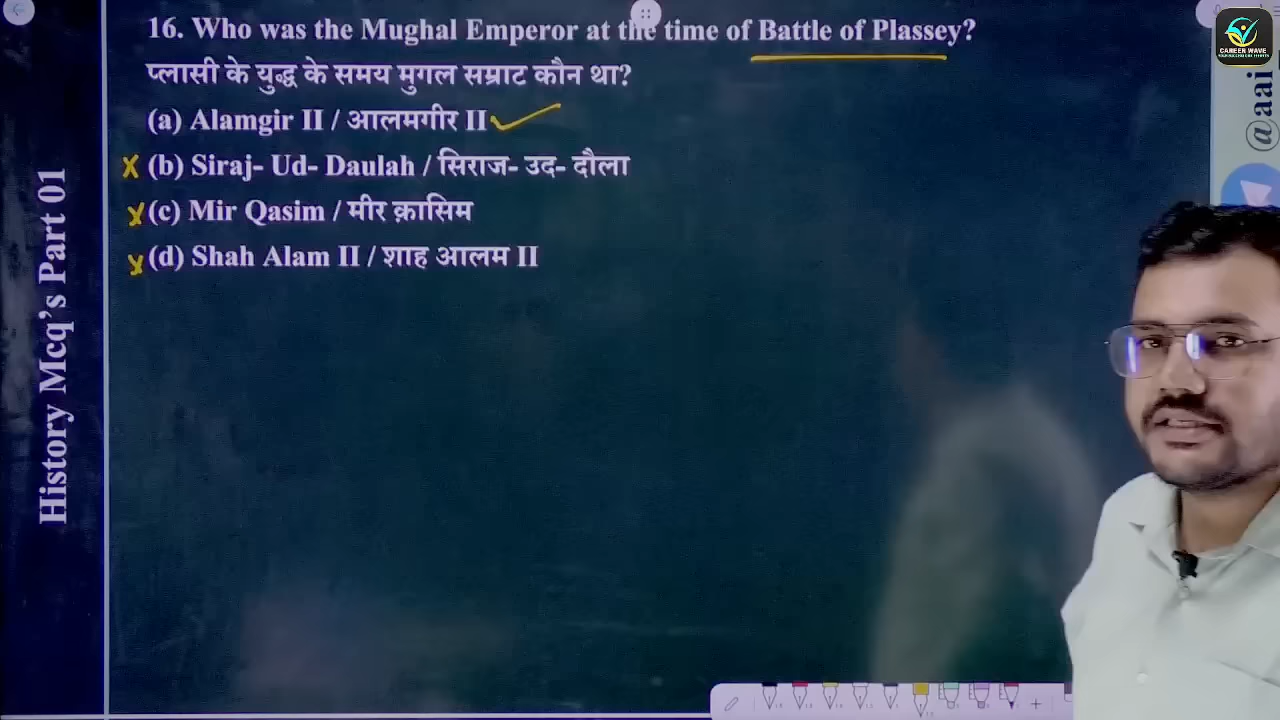 16. Who was the Mughal Emperor at the time of Battle of Plassey?
प्लासी के युद्ध के समय मुगल सम्राट कौन था?
(a) Alamgir II / आलमगीर II
(b) Siraj- Ud- Daulah / सिराज- उद- दौला
(c) Mir Qasim / मीर क़ासिम
(d) Shah Alam II / शाह आलम II
History Mcq's Part 01
CAREER WAVE
@aai